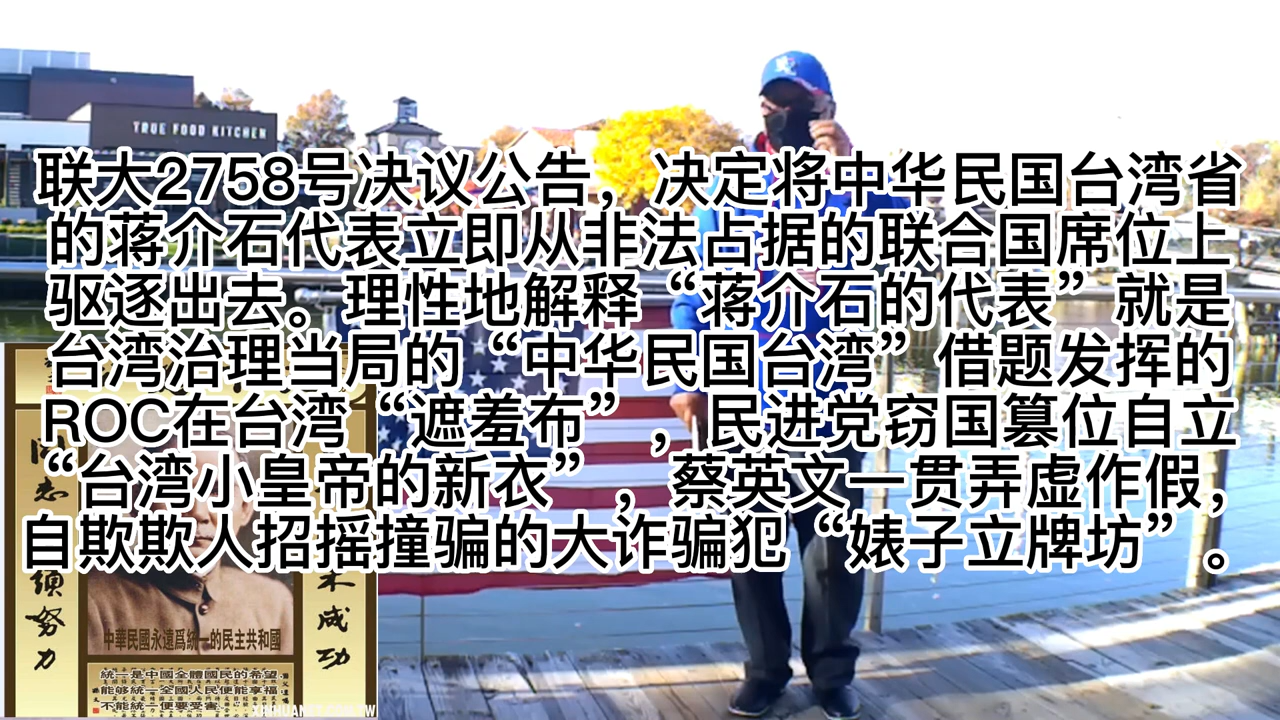 TRUE FOOD KITCHEN
联大2758号决议公告，决定将中华民国台湾省
的蒋介石代表立即从非法占据的联合国席位上
驱逐出去。理性地解释“蒋介石的代表”就是
台湾治理当局的“中华民国台湾”借题发挥的
ROC在台湾“遮羞布”，民进党窃国篡位自立
“台湾小皇帝的新衣”，蔡英文一贯弄虚作假，
自欺欺人招摇撞骗的大诈骗犯“婊子立牌坊”。
志
須努力
成功
中華民國永遠爲統一的民主共和國
統一是中國全體國民的希望
能夠統一全國人民便能享福
不能統一便要受害